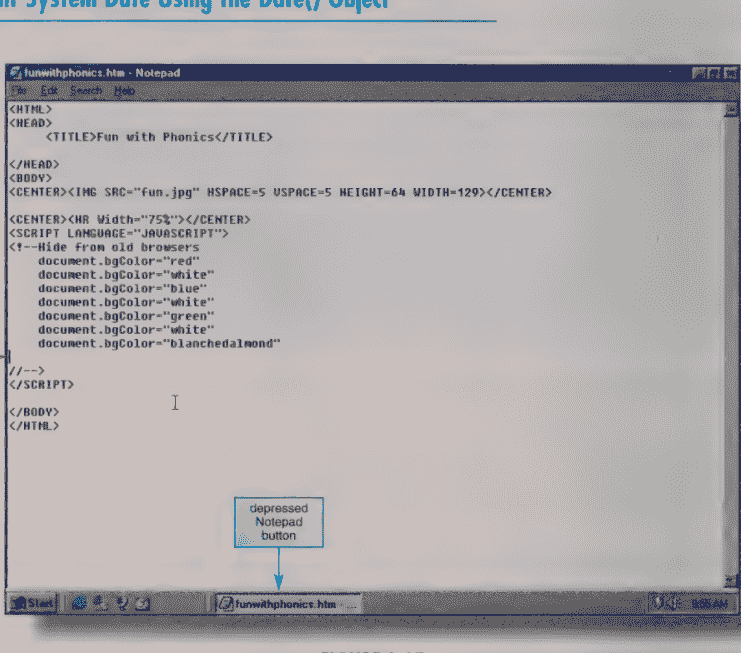 System Date Using the Date() Object
funwithphonics.htm - Notepad
File Edit Search Help
<HTML>
<HEAD>
<TITLE>Fun with Phonics</TITLE>
</HEAD>
<BODY>
<CENTER><IMG SRC="fun.jpg" HSPACE=5 VSPACE=5 HEIGHT=64 WIDTH=129></CENTER>
<CENTER><HR Width="75%"></CENTER>
<SCRIPT LANGUAGE="JAVASCRIPT">
<!--Hide from old browsers
document.bgColor="red"
document.bgColor="white"
document.bgColor="blue"
document.bgColor="white"
document.bgColor="green"
document.bgColor="white"
document.bgColor="blanchedalmond"
//-->
</SCRIPT>
</BODY>
</HTML>
depressed
Notepad
button
Start funwithphonics.htm - ...